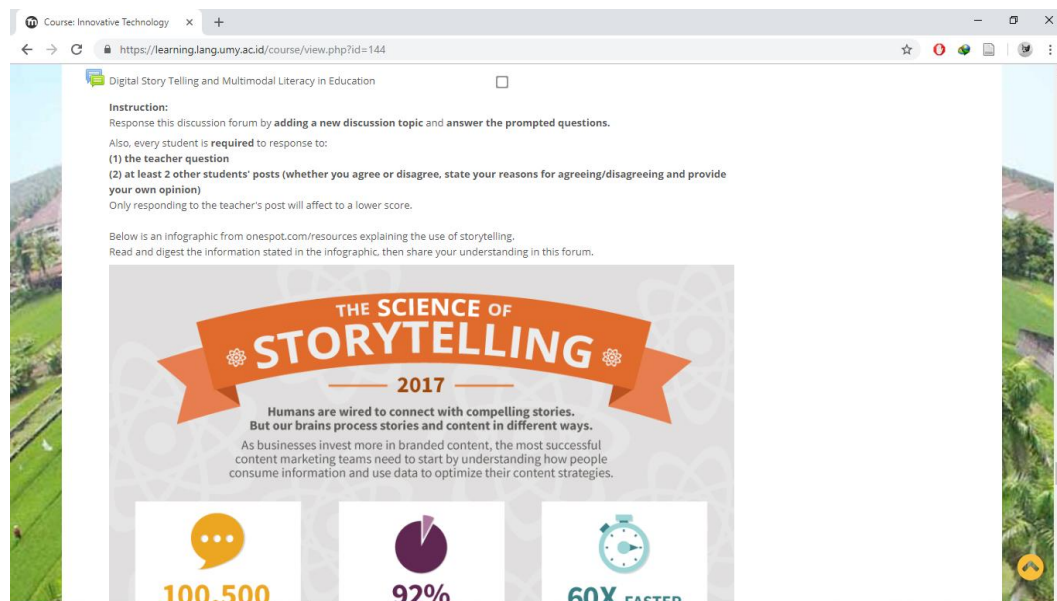 Course: Innovative Technology
https://learning.lang.umy.ac.id/course/view.php?id=144
Digital Story Telling and Multimodal Literacy in Education
Instruction:
Response this discussion forum by adding a new discussion topic and answer the prompted questions.
Also, every student is required to response to:
(1) the teacher question
(2) at least 2 other students' posts (whether you agree or disagree, state your reasons for agreeing/disagreeing and provide
your own opinion)
Only responding to the teacher's post will affect to a lower score.
Below is an infographic from onespot.com/resources explaining the use of storytelling.
Read and digest the information stated in the infographic, then share your understanding in this forum.
THE SCIENCE OF
STORYTELLING
2017
Humans are wired to connect with compelling stories.
But our brains process stories and content in different ways.
As businesses invest more in branded content, the most successful
content marketing teams need to start by understanding how people
consume information and use data to optimize their content strategies.
100,500
92%
60X FASTER